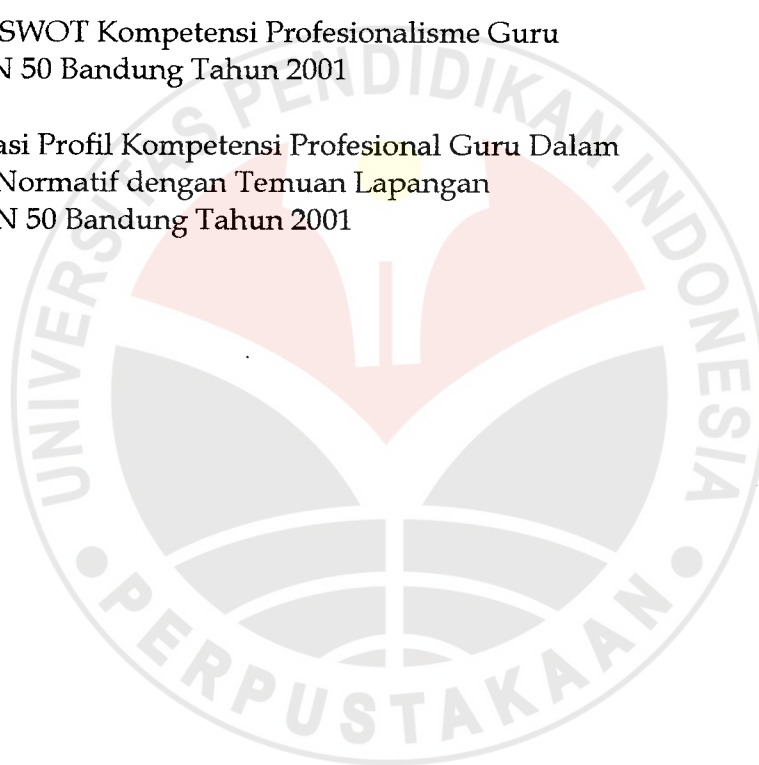 SWOT Kompetensi Profesionalisme Guru
N 50 Bandung Tahun 2001
asi Profil Kompetensi Profesional Guru Dalam
Normatif dengan Temuan Lapangan
N 50 Bandung Tahun 2001
UNIVERSITAS PENDIDIKAN INDONESIA
PERPUSTAKAAN